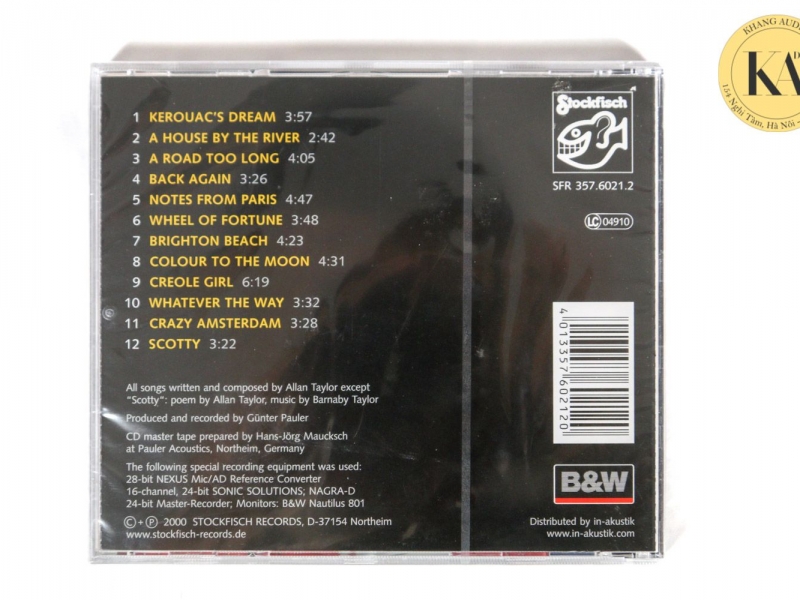 1 KEROUAC'S DREAM 3:57
2 A HOUSE BY THE RIVER 2:42
3 A ROAD TOO LONG 4:05
4 BACK AGAIN 3:26
5 NOTES FROM PARIS 4:47
6 WHEEL OF FORTUNE 3:48
7 BRIGHTON BEACH 4:23
8 COLOUR TO THE MOON 4:31
9 CREOLE GIRL 6:19
10 WHATEVER THE WAY 3:32
11 CRAZY AMSTERDAM 3:28
12 SCOTTY 3:22
All songs written and composed by Allan Taylor except
"Scotty": poem by Allan Taylor, music by Barnaby Taylor
Produced and recorded by Günter Pauler
CD master tape prepared by Hans-Jörg Maucksch
at Pauler Acoustics, Northeim, Germany
The following special recording equipment was used:
28-bit NEXUS Mic/AD Reference Converter
16-channel, 24-bit SONIC SOLUTIONS; NAGRA-D
24-bit Master-Recorder; Monitors: B&W Nautilus 801
©+℗ 2000 STOCKFISCH RECORDS, D-37154 Northeim
www.stockfisch-records.de
Stockfisch
SFR 357.6021.2
LC 04910
4 013357 602120
B&W
Distributed by in-akustik
www.in-akustik.com
KHANG AUD
KA
154 Nghi Tàm, Hà Nội